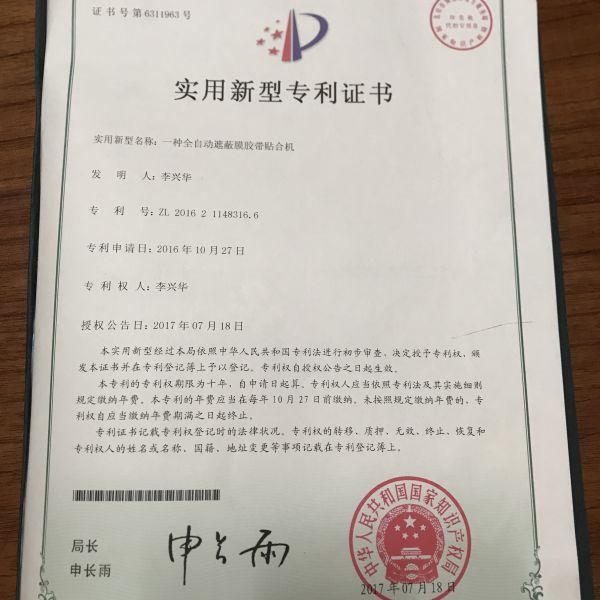 证书号第6311963号
实用新型专利证书
实用新型名称：一种全自动遮蔽膜胶带贴合机
发明人：李兴华
专利号：ZL 2016 2 1148316.6
专利申请日：2016年10月27日
专利权人：李兴华
授权公告日：2017年07月18日
本实用新型经过本局依照中华人民共和国专利法进行初步审查，决定授予专利权，颁
发本证书并在专利登记簿上予以登记。专利权自授权公告之日起生效。
本专利的专利权期限为十年，自申请日起算。专利权人应当依照专利法及其实施细则
规定缴纳年费。本专利的年费应当在每年10月27日前缴纳。未按照规定缴纳年费的，专
利权自应当缴纳年费期满之日起终止。
专利证书记载专利权登记时的法律状况。专利权的转移、质押、无效、终止、恢复和
专利权人的姓名或名称、国籍、地址变更等事项记载在专利登记簿上。
局长
申长雨
申长雨
中华人民共和国国家知识产权局
2017年07月18日